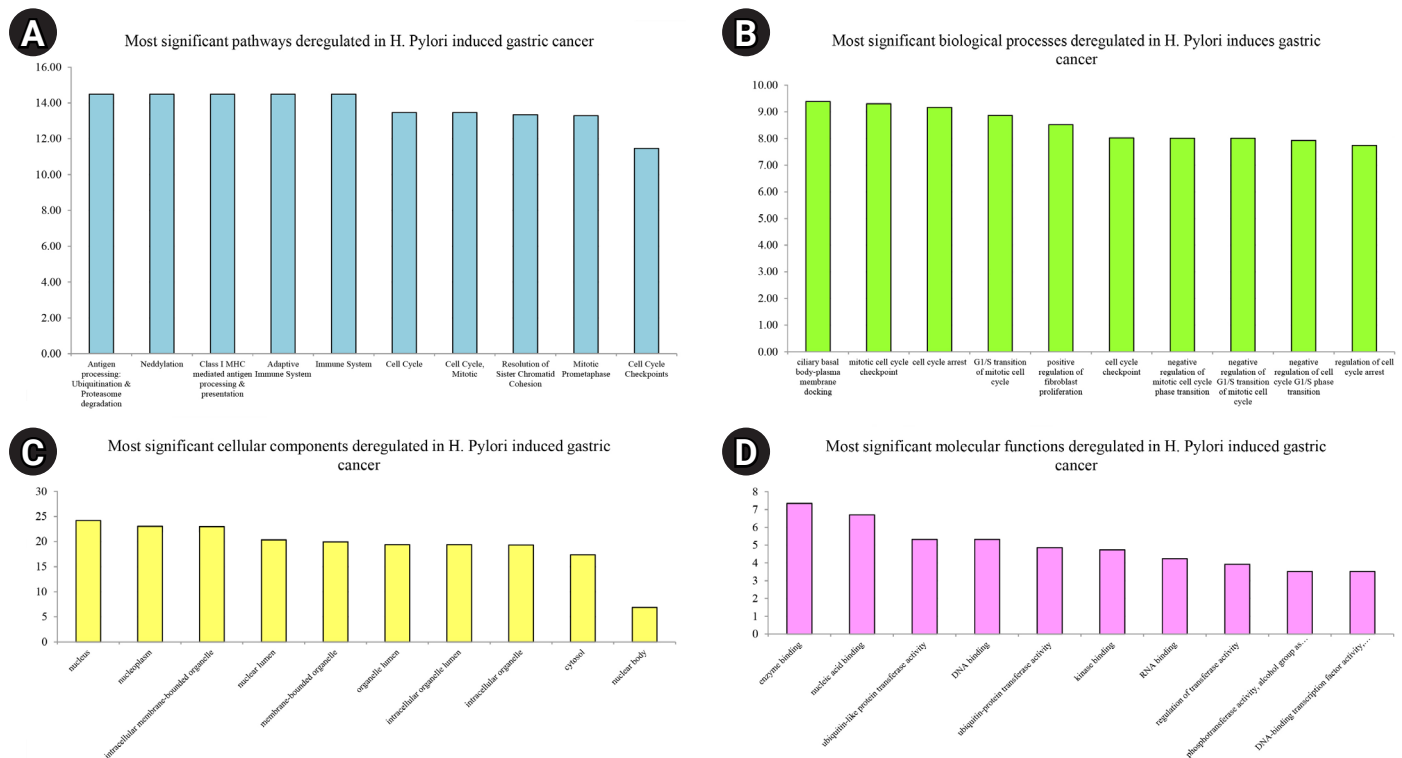 A
Most significant pathways deregulated in H. Pylori induced gastric cancer
16.00
14.00
12.00
10.00
8.00
6.00
4.00
2.00
0.00
Antigen
processing:
Ubiquitination &
Proteasome
degradation
Neddylation
Class I MHC
mediated antigen
processing &
presentation
Adaptive
Immune System
Immune System
Cell Cycle
Cell Cycle,
Mitotic
Resolution of
Sister Chromatid
Cohesion
Mitotic
Prometaphase
Cell Cycle
Checkpoints
B
Most significant biological processes deregulated in H. Pylori induces gastric
cancer
10.00
9.00
8.00
7.00
6.00
5.00
4.00
3.00
2.00
1.00
0.00
ciliary basal
body-plasma
membrane
docking
mitotic cell cycle
checkpoint
cell cycle arrest
G1/S transition
of mitotic cell
cycle
positive
regulation of
fibroblast
proliferation
cell cycle
checkpoint
negative
regulation of
mitotic cell cycle
phase transition
negative
regulation of
G1/S transition
of mitotic cell
cycle
negative
regulation of cell
cycle G1/S phase
transition
regulation of cell
cycle arrest
C
Most significant cellular components deregulated in H. Pylori induced gastric
cancer
30
25
20
15
10
5
0
nucleus
nucleoplasm
intracellular membrane-bounded organelle
nuclear lumen
membrane-bounded organelle
organelle lumen
intracellular organelle lumen
intracellular organelle
cytosol
nuclear body
D
Most significant molecular functions deregulated in H. Pylori induced gastric
cancer
8
7
6
5
4
3
2
1
0
enzyme binding
nucleic acid binding
ubiquitin-like protein transferase activity
DNA binding
ubiquitin-protein transferase activity
kinase binding
RNA binding
regulation of transferase activity
phosphotransferase activity, alcohol group as…
DNA-binding transcription factor activity,…